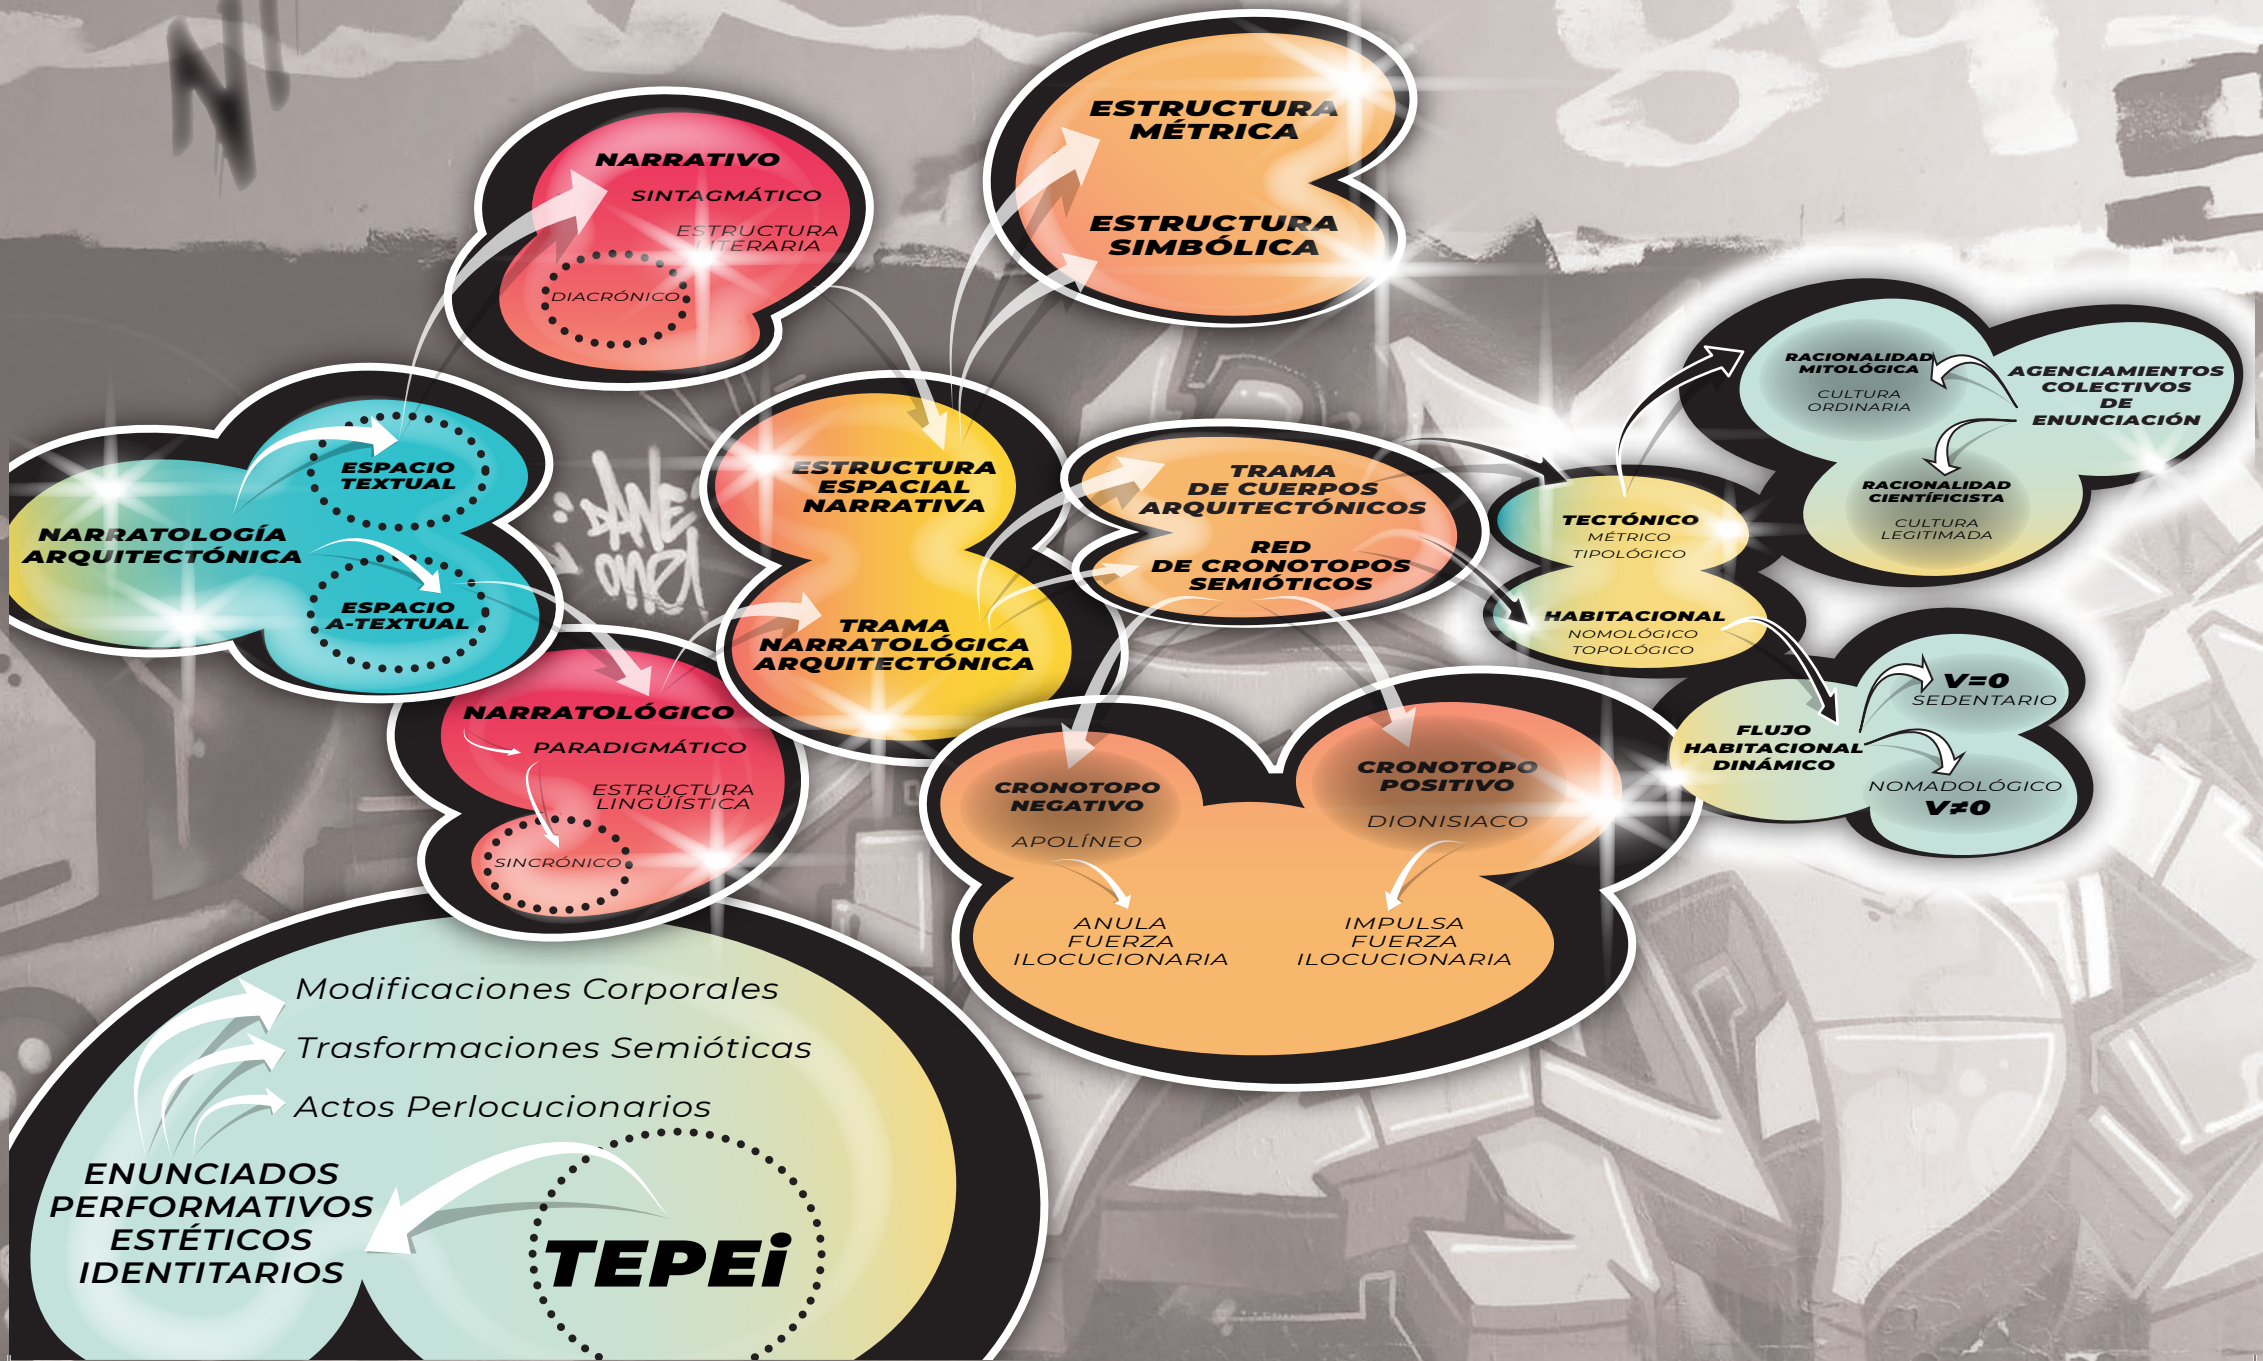 ESTRUCTURA
MÉTRICA
ESTRUCTURA
SIMBÓLICA
NARRATIVO
SINTAGMÁTICO
ESTRUCTURA
LITERARIA
DIACRÓNICO
NARRATOLOGÍA
ARQUITECTÓNICA
ESPACIO
TEXTUAL
ESPACIO
A-TEXTUAL
DANE
ONE!
ESTRUCTURA
ESPACIAL
NARRATIVA
TRAMA
NARRATOLÓGICA
ARQUITECTÓNICA
TRAMA
DE CUERPOS
ARQUITECTÓNICOS
RED
DE CRONOTOPOS
SEMIÓTICOS
TECTÓNICO
MÉTRICO
TIPOLÓGICO
HABITACIONAL
NOMOLÓGICO
TOPOLÓGICO
RACIONALIDAD
MITOLÓGICA
CULTURA
ORDINARIA
AGENCIAMIENTOS
COLECTIVOS
DE
ENUNCIACIÓN
RACIONALIDAD
CIENTÍFICISTA
CULTURA
LEGITIMADA
FLUJO
HABITACIONAL
DINÁMICO
V=0
SEDENTARIO
NOMADOLÓGICO
V≠0
NARRATOLÓGICO
PARADIGMÁTICO
ESTRUCTURA
LINGÜÍSTICA
SINCRÓNICO
CRONOTOPO
NEGATIVO
APOLÍNEO
ANULA
FUERZA
ILOCUCIONARIA
CRONOTOPO
POSITIVO
DIONISIACO
IMPULSA
FUERZA
ILOCUCIONARIA
Modificaciones Corporales
Trasformaciones Semióticas
Actos Perlocucionarios
ENUNCIADOS
PERFORMATIVOS
ESTÉTICOS
IDENTITARIOS
TEPEi